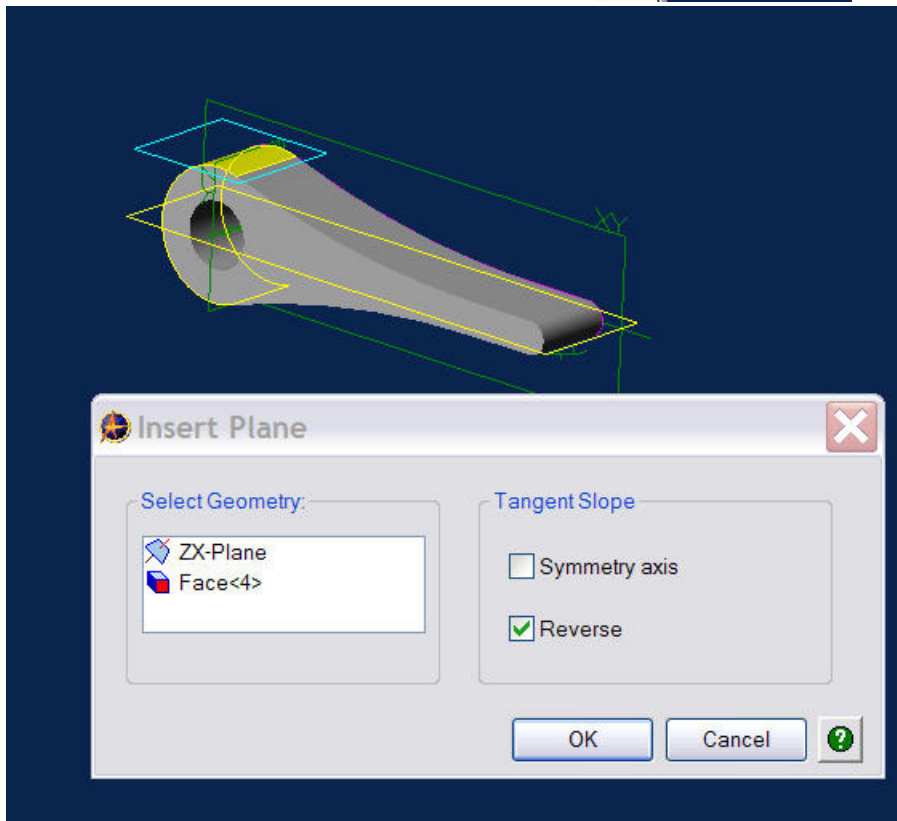 XY
Insert Plane
Select Geometry:
ZX-Plane
Face<4>
Tangent Slope
Symmetry axis
Reverse
OK
Cancel
?